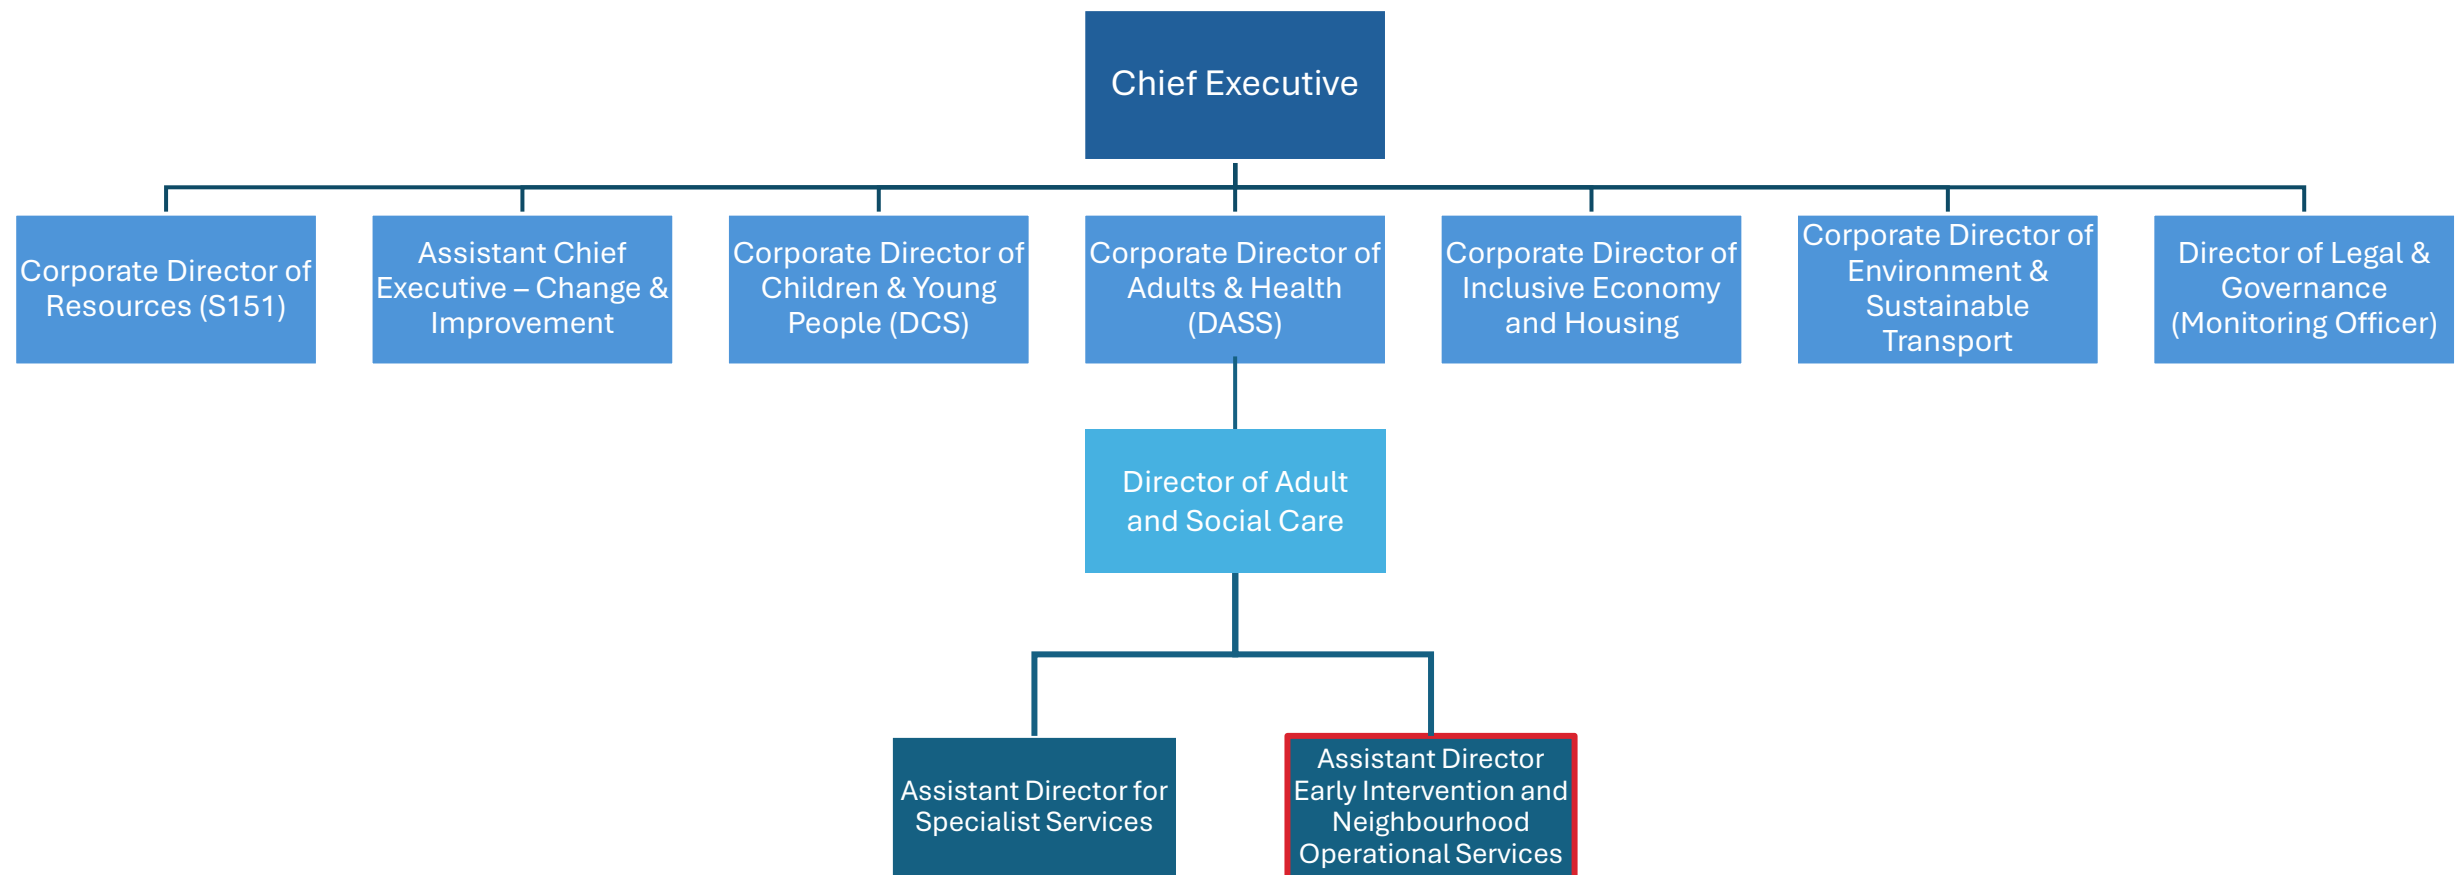 Chief Executive
Corporate Director of
Resources (S151)
Assistant Chief
Executive – Change &
Improvement
Corporate Director of
Children & Young
People (DCS)
Corporate Director of
Adults & Health
(DASS)
Corporate Director of
Inclusive Economy
and Housing
Corporate Director of
Environment &
Sustainable
Transport
Director of Legal &
Governance
(Monitoring Officer)
Director of Adult
and Social Care
Assistant Director for
Specialist Services
Assistant Director
Early Intervention and
Neighbourhood
Operational Services